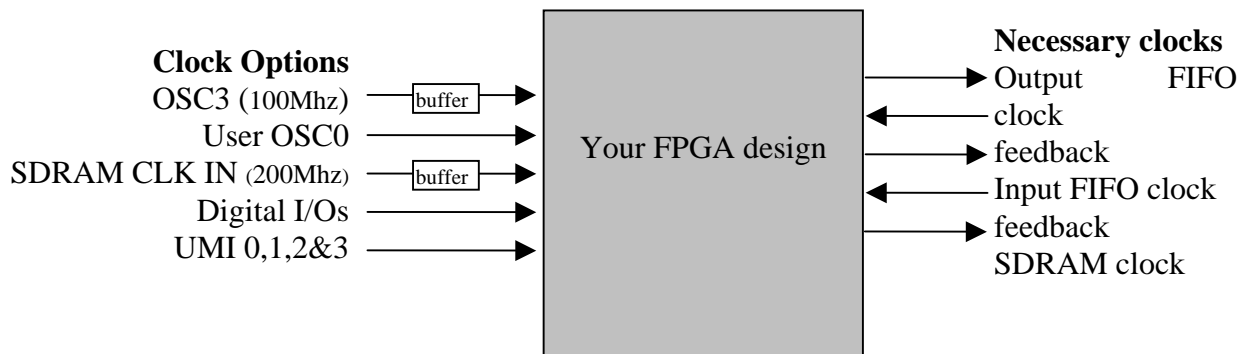 Clock Options
OSC3 (100Mhz)
buffer
User OSC0
SDRAM CLK IN (200Mhz)
buffer
Digital I/Os
UMI 0,1,2&3
Your FPGA design
Necessary clocks
Output FIFO
clock
feedback
Input FIFO clock
feedback
SDRAM clock